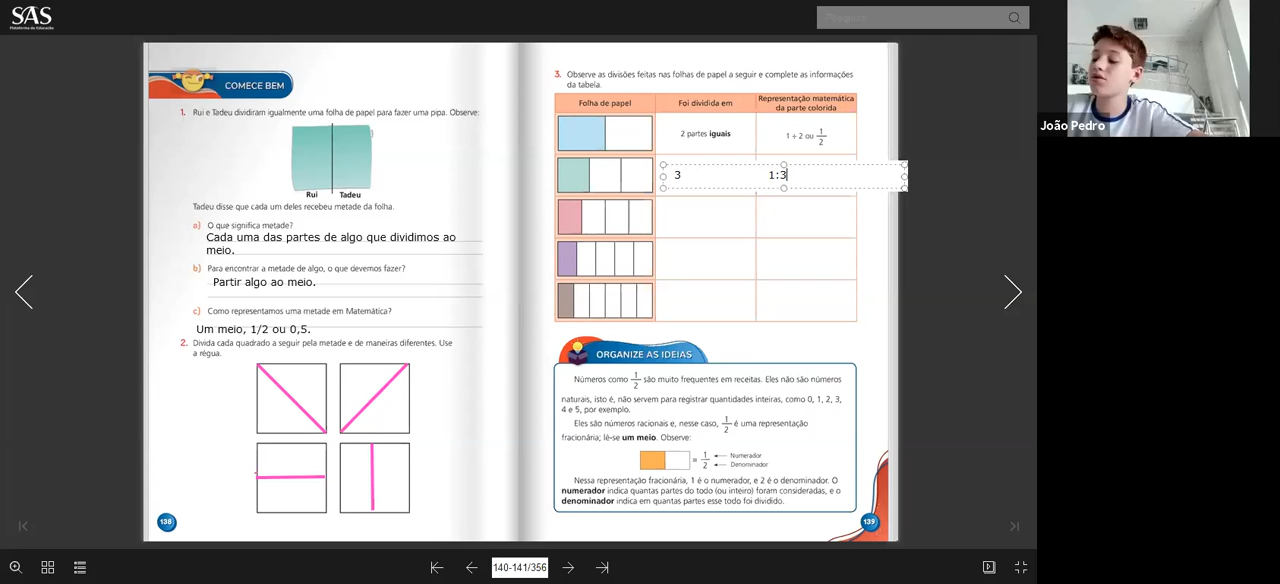 SAS
Plataforma de Educação
João Pedro
COMECE BEM
1. Rui e Tadeu dividiram igualmente uma folha de papel para fazer uma pipa. Observe:
Rui Tadeu
Tadeu disse que cada um deles recebeu metade da folha.
a) O que significa metade?
Cada uma das partes de algo que dividimos ao
meio.
b) Para encontrar a metade de algo, o que devemos fazer?
Partir algo ao meio.
c) Como representamos uma metade em Matemática?
Um meio, 1/2 ou 0,5.
2. Divida cada quadrado a seguir pela metade e de maneiras diferentes. Use
a régua.
138
3. Observe as divisões feitas nas folhas de papel a seguir e complete as informações
da tabela.
Folha de papel Foi dividida em Representação matemática
da parte colorida
2 partes iguais 1 ÷ 2 ou 1/2
3 1:3
ORGANIZE AS IDEIAS
Números como 1/2 são muito frequentes em receitas. Eles não são números
naturais, isto é, não servem para registrar quantidades inteiras, como 0, 1, 2, 3,
4 e 5, por exemplo.
Eles são números racionais e, nesse caso, 1/2 é uma representação
fracionária; lê-se um meio. Observe:
= 1/2 Numerador
Denominador
Nessa representação fracionária, 1 é o numerador, e 2 é o denominador. O
numerador indica quantas partes do todo (ou inteiro) foram consideradas, e o
denominador indica em quantas partes esse todo foi dividido.
139
140-141/356